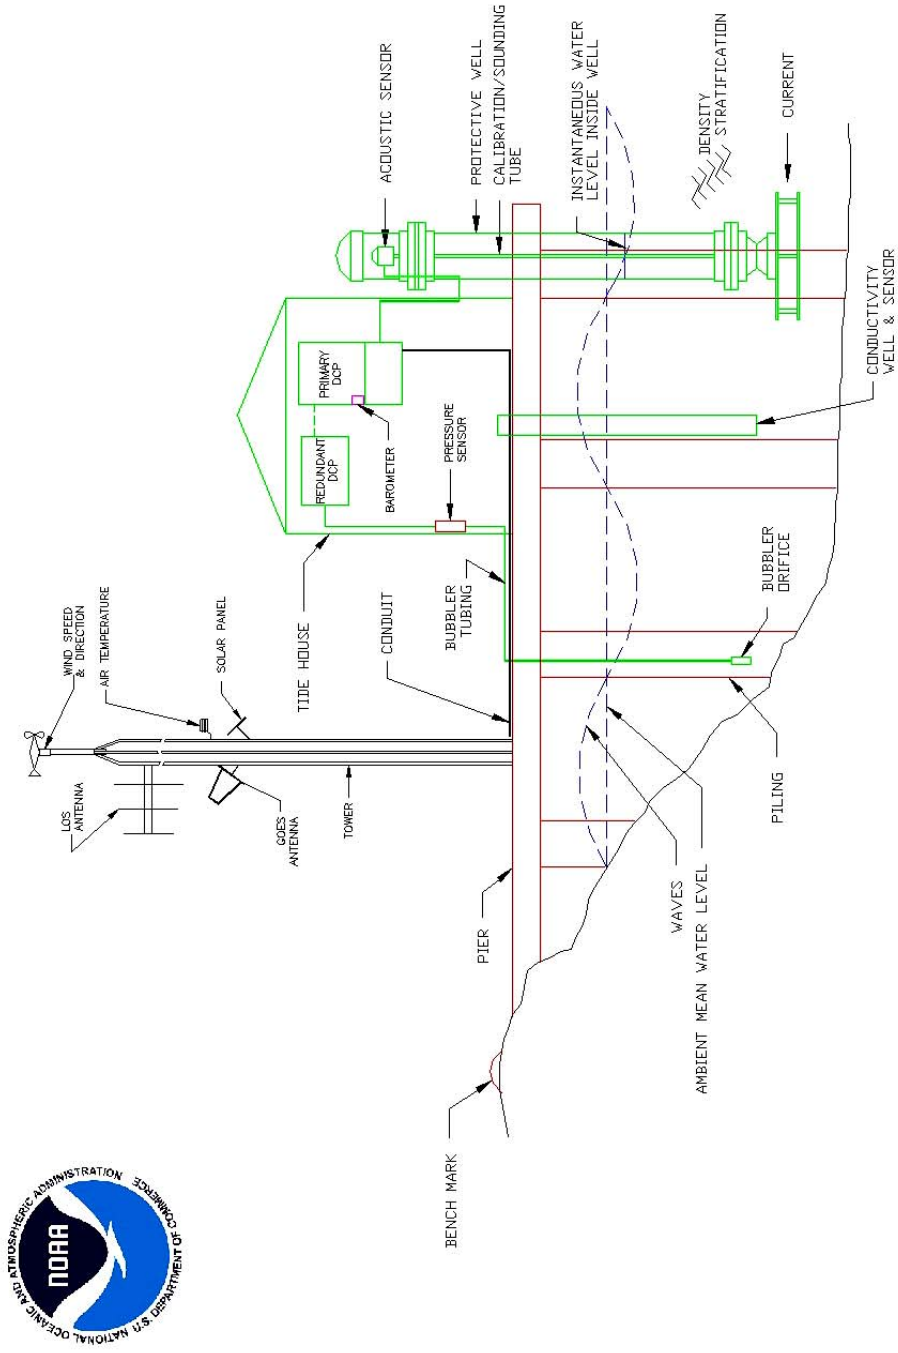 NATIONAL OCEANIC AND ATMOSPHERIC ADMINISTRATION
NOAA
U.S. DEPARTMENT OF COMMERCE
WIND SPEED
& DIRECTION
AIR TEMPERATURE
LOS
ANTENNA
SOLAR PANEL
GOES
ANTENNA
TOWER
TIDE HOUSE
CONDUIT
BUBBLER
TUBING
PRIMARY
DCP
REDUNDANT
DCP
BAROMETER
PRESSURE
SENSOR
ACOUSTIC SENSOR
PROTECTIVE WELL
CALIBRATION/SOUNDING
TUBE
INSTANTANEOUS WATER
LEVEL INSIDE WELL
DENSITY
STRATIFICATION
CURRENT
CONDUCTIVITY
WELL & SENSOR
BUBBLER
ORIFICE
PILING
WAVES
AMBIENT MEAN WATER LEVEL
PIER
BENCH MARK